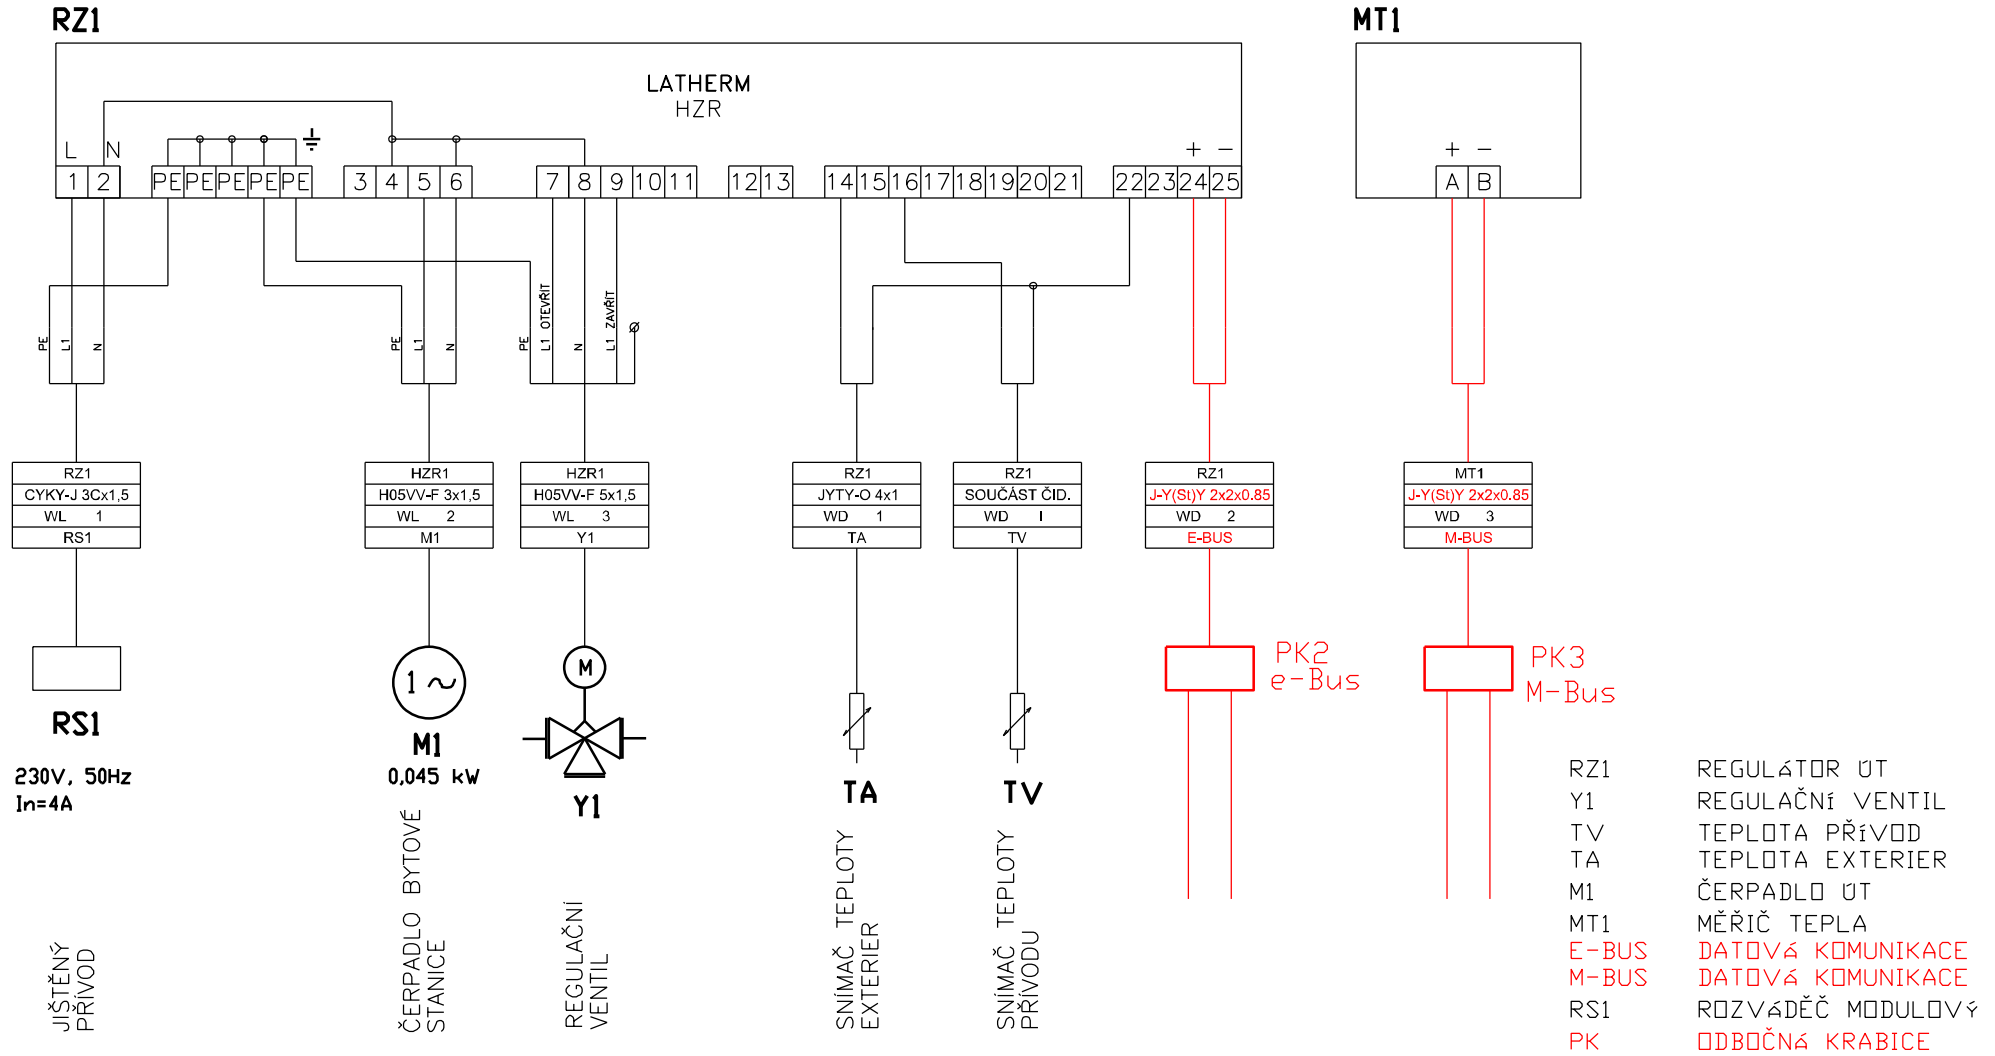 RZ1
MT1
LATHERM
HZR
L N
+ −
+ −
1 2 PE PE PE PE PE 3 4 5 6 7 8 9 10 11 12 13 14 15 16 17 18 19 20 21 22 23 24 25
A B
PE L1 N
PE L1 N
PE L1 OTEVŘIT N L1 ZAVŘIT
RZ1
CYKY-J 3Cx1,5
WL 1
RS1
HZR1
H05VV-F 3x1,5
WL 2
M1
HZR1
H05VV-F 5x1,5
WL 3
Y1
RZ1
JYTY-O 4x1
WD 1
TA
RZ1
SOUČÁST ČID.
WD I
TV
RZ1
J-Y(St)Y 2x2x0.85
WD 2
E-BUS
MT1
J-Y(St)Y 2x2x0.85
WD 3
M-BUS
RS1
230V, 50Hz
In=4A
JIŠTĚNÝ
PŘÍVOD
1 ~
M1
0,045 kW
ČERPADLO BYTOVÉ
STANICE
M
Y1
REGULAČNÍ
VENTIL
TA
SNÍMAČ TEPLOTY
EXTERIER
TV
SNÍMAČ TEPLOTY
PŘÍVODU
PK2
e-Bus
PK3
M-Bus
RZ1 REGULÁTOR ÚT
Y1 REGULAČNÍ VENTIL
TV TEPLOTA PŘÍVOD
TA TEPLOTA EXTERIER
M1 ČERPADLO ÚT
MT1 MĚŘIČ TEPLA
E-BUS DATOVÁ KOMUNIKACE
M-BUS DATOVÁ KOMUNIKACE
RS1 ROZVÁDĚČ MODULOVÝ
PK ODBOČNÁ KRABICE